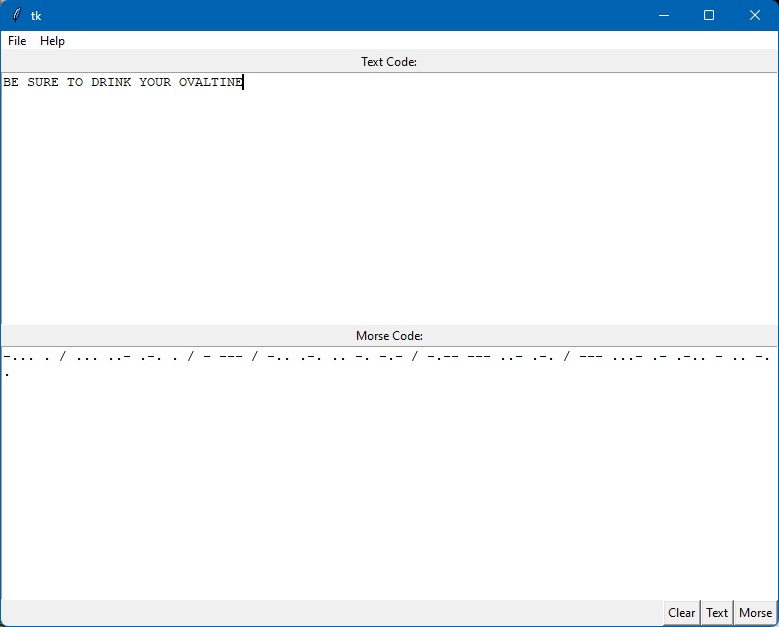 tk
File Help
Text Code:
BE SURE TO DRINK YOUR OVALTINE
Morse Code:
-... . / ... ..- .-. . / - --- / -.. .-. .. -. -.- / -.-- --- ..- .-. / --- ...- .- .-.. - .. -.
.
Clear Text Morse